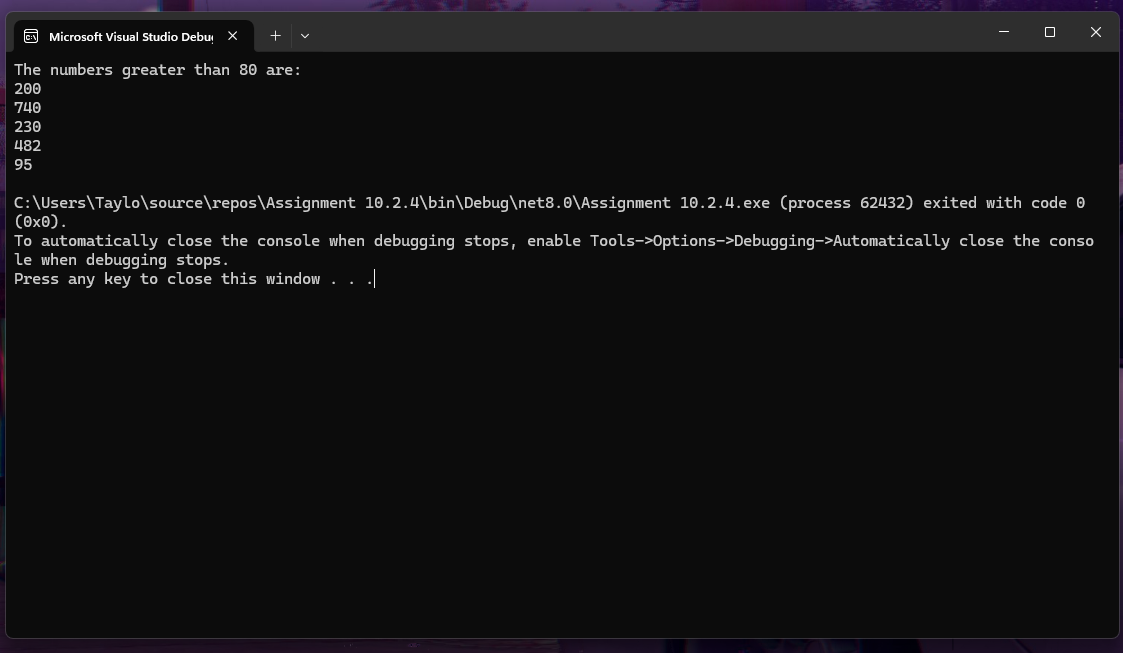 Microsoft Visual Studio Debu
The numbers greater than 80 are:
200
740
230
482
95
C:\Users\Taylo\source\repos\Assignment 10.2.4\bin\Debug\net8.0\Assignment 10.2.4.exe (process 62432) exited with code 0
(0x0).
To automatically close the console when debugging stops, enable Tools->Options->Debugging->Automatically close the conso
le when debugging stops.
Press any key to close this window . . .